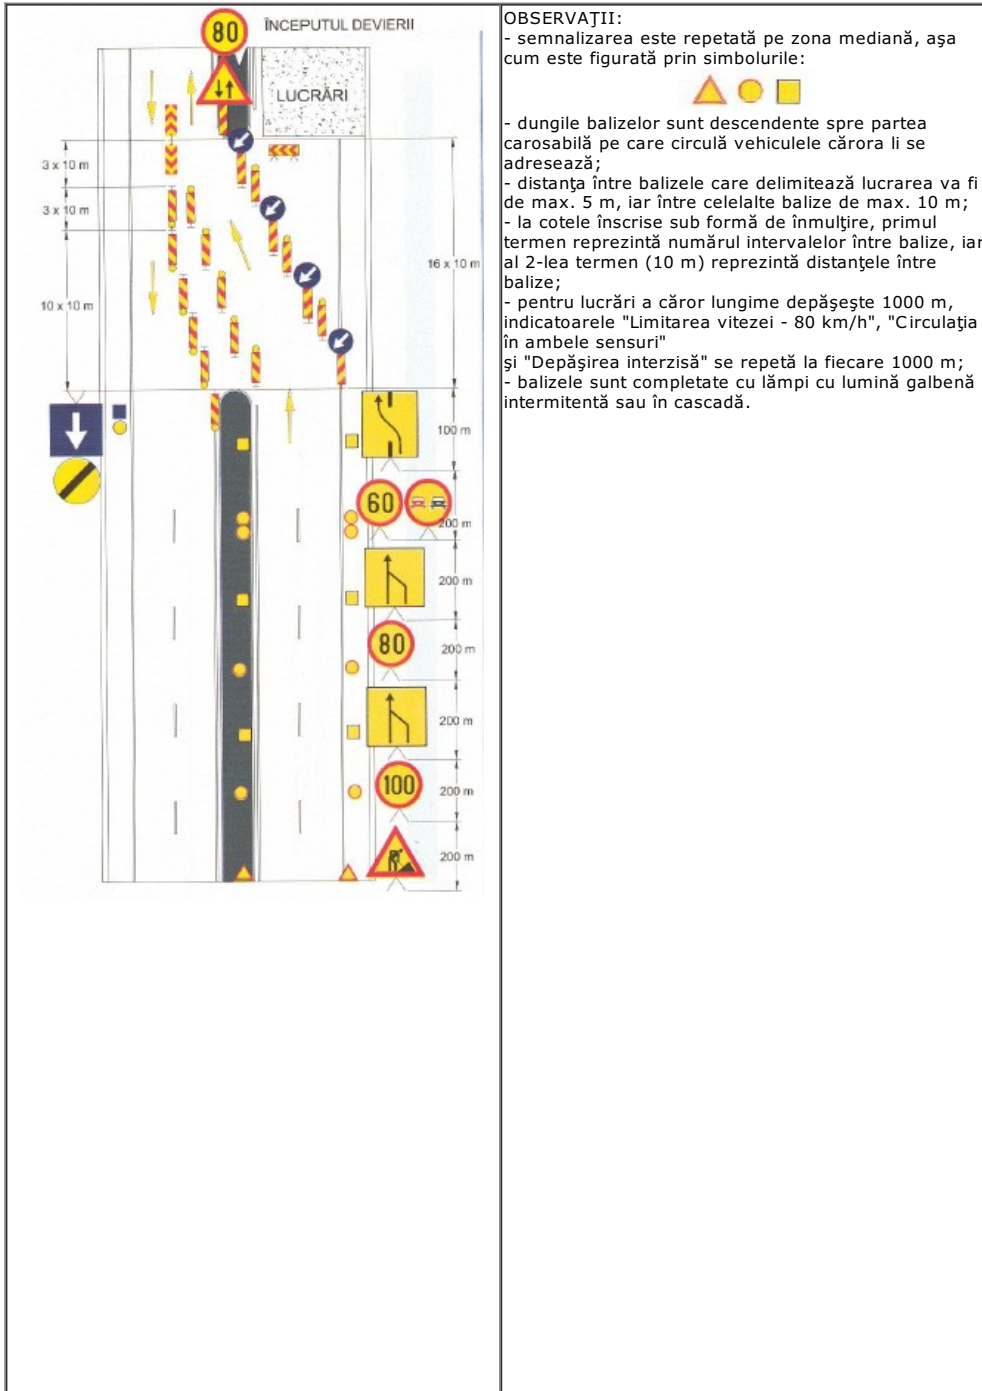 80
ÎNCEPUTUL DEVIERII
LUCRĂRI
3 x 10 m
3 x 10 m
16 x 10 m
10 x 10 m
100 m
60
200 m
200 m
80
200 m
200 m
100
200 m
200 m
OBSERVAŢII:
- semnalizarea este repetată pe zona mediană, aşa
cum este figurată prin simbolurile:
- dungile balizelor sunt descendente spre partea
carosabilă pe care circulă vehiculele cărora li se
adresează;
- distanţa între balizele care delimitează lucrarea va fi
de max. 5 m, iar între celelalte balize de max. 10 m;
- la cotele înscrise sub formă de înmulţire, primul
termen reprezintă numărul intervalelor între balize, iar
al 2-lea termen (10 m) reprezintă distanţele între
balize;
- pentru lucrări a căror lungime depăşeşte 1000 m,
indicatoarele "Limitarea vitezei - 80 km/h", "Circulaţia
în ambele sensuri"
şi "Depăşirea interzisă" se repetă la fiecare 1000 m;
- balizele sunt completate cu lămpi cu lumină galbenă
intermitentă sau în cascadă.